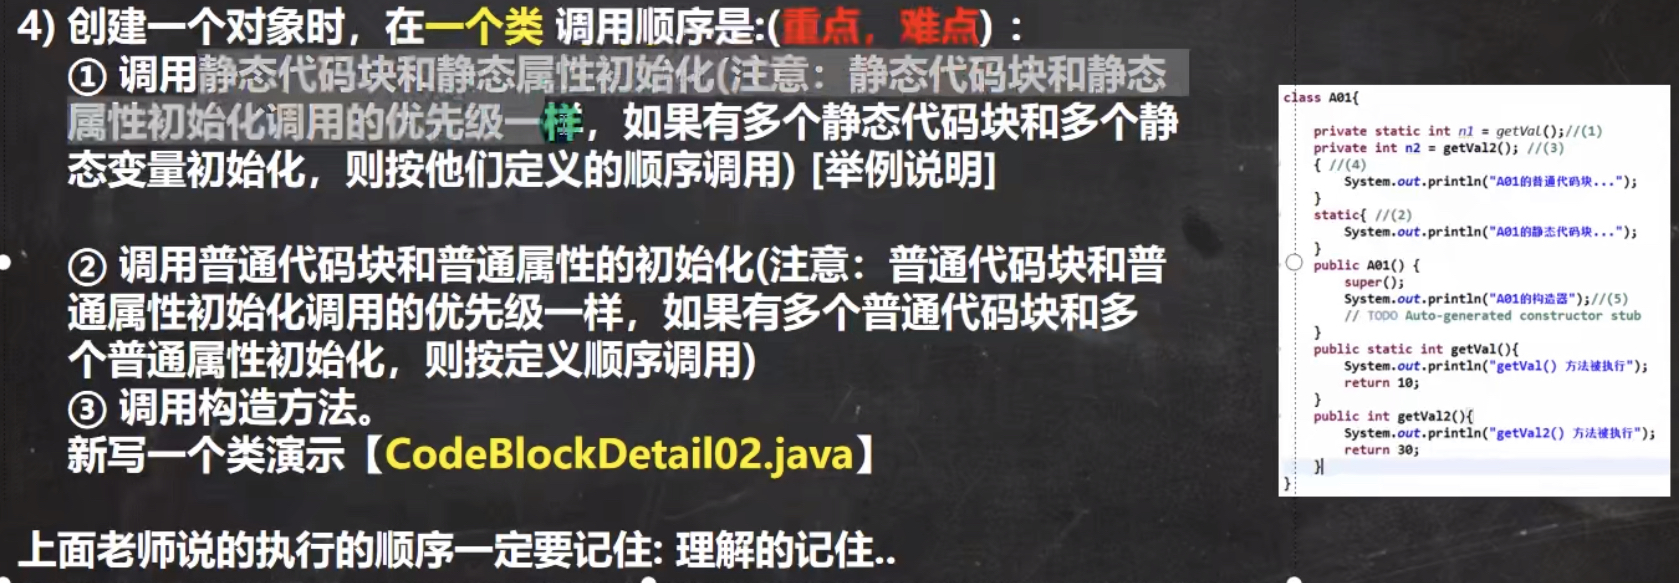 4) 创建一个对象时，在一个类 调用顺序是:(重点，难点)：
① 调用静态代码块和静态属性初始化(注意：静态代码块和静态
属性初始化调用的优先级一样，如果有多个静态代码块和多个静
态变量初始化，则按他们定义的顺序调用) [举例说明]
② 调用普通代码块和普通属性的初始化(注意：普通代码块和普
通属性初始化调用的优先级一样，如果有多个普通代码块和多
个普通属性初始化，则按定义顺序调用)
③ 调用构造方法。
新写一个类演示【CodeBlockDetail02.java】
上面老师说的执行的顺序一定要记住: 理解的记住..
class A01{
private static int n1 = getVal();//(1)
private int n2 = getVal2(); //(3)
{ //(4)
System.out.println("A01的普通代码块...");
}
static{ //(2)
System.out.println("A01的静态代码块...");
}
public A01() {
super();
System.out.println("A01的构造器");//(5)
// TODO Auto-generated constructor stub
}
public static int getVal(){
System.out.println("getVal() 方法被执行");
return 10;
}
public int getVal2(){
System.out.println("getVal2() 方法被执行");
return 30;
}
}